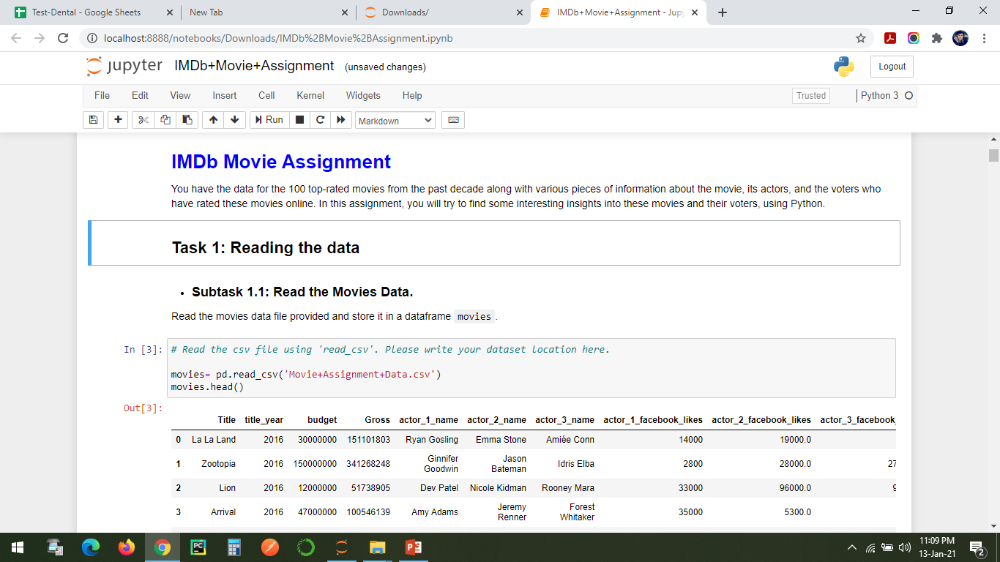 Test-Dental - Google Sheets
New Tab
Downloads/
IMDb+Movie+Assignment - Jup
localhost:8888/notebooks/Downloads/IMDb%2BMovie%2BAssignment.ipynb
jupyter IMDb+Movie+Assignment (unsaved changes)
Logout
File Edit View Insert Cell Kernel Widgets Help
Trusted
Python 3
Run
Markdown
IMDb Movie Assignment
You have the data for the 100 top-rated movies from the past decade along with various pieces of information about the movie, its actors, and the voters who
have rated these movies online. In this assignment, you will try to find some interesting insights into these movies and their voters, using Python.
Task 1: Reading the data
• Subtask 1.1: Read the Movies Data.
Read the movies data file provided and store it in a dataframe movies .
In [3]: # Read the csv file using 'read_csv'. Please write your dataset location here.
movies= pd.read_csv('Movie+Assignment+Data.csv')
movies.head()
Out[3]:
Title title_year budget Gross actor_1_name actor_2_name actor_3_name actor_1_facebook_likes actor_2_facebook_likes actor_3_facebook_
0 La La Land 2016 30000000 151101803 Ryan Gosling Emma Stone Amiée Conn 14000 19000.0
1 Zootopia 2016 150000000 341268248 Ginnifer Goodwin Jason Bateman Idris Elba 2800 28000.0 27
2 Lion 2016 12000000 51738905 Dev Patel Nicole Kidman Rooney Mara 33000 96000.0
3 Arrival 2016 47000000 100546139 Amy Adams Jeremy Renner Forest Whitaker 35000 5300.0
PC
11:09 PM
13-Jan-21
2